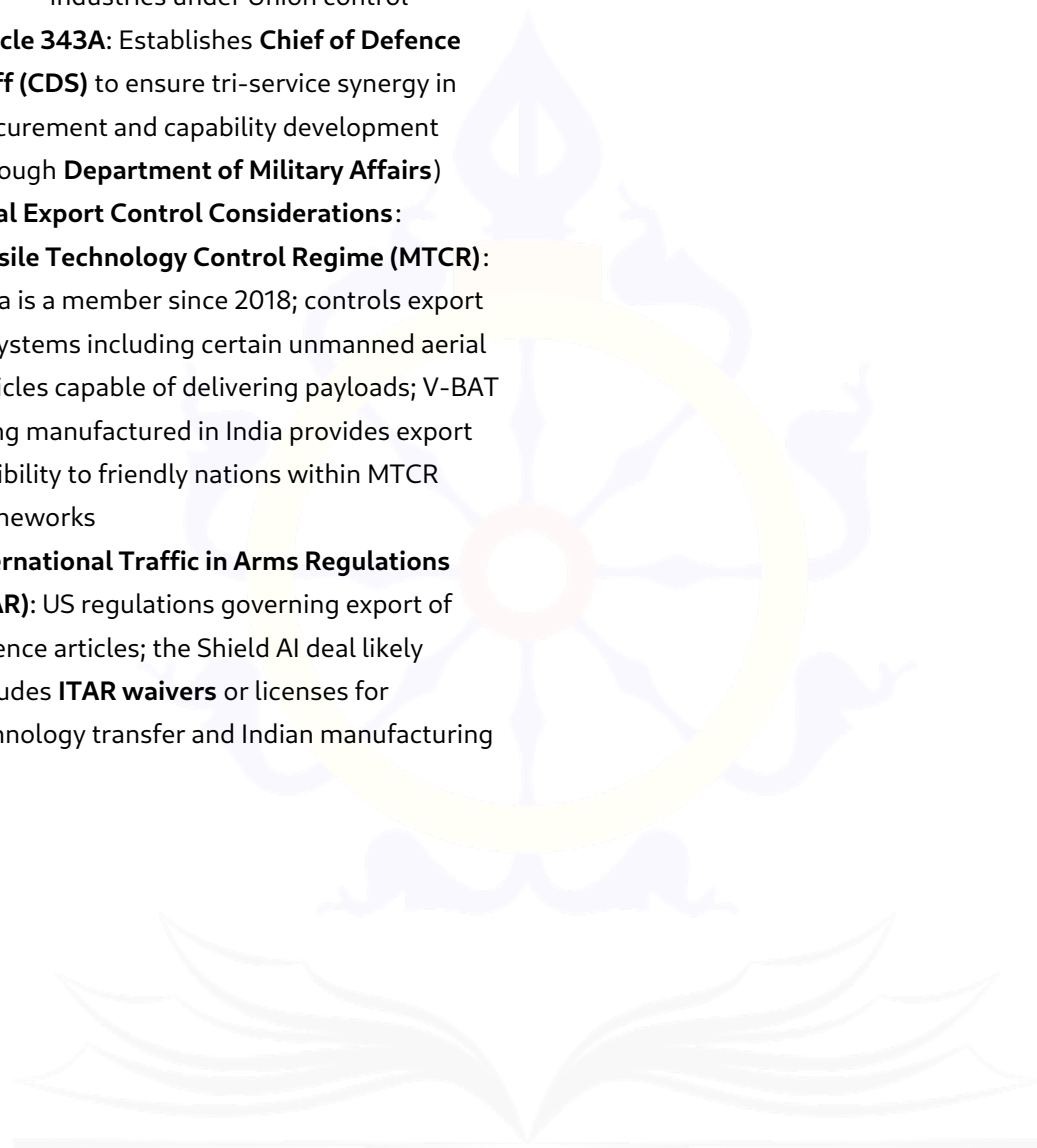 industries under Union control
cle 343A: Establishes Chief of Defence
ff (CDS) to ensure tri-service synergy in
curement and capability development
ough Department of Military Affairs)
al Export Control Considerations:
sile Technology Control Regime (MTCR):
a is a member since 2018; controls export
ystems including certain unmanned aerial
icles capable of delivering payloads; V-BAT
ng manufactured in India provides export
ibility to friendly nations within MTCR
neworks
ernational Traffic in Arms Regulations
AR): US regulations governing export of
ence articles; the Shield AI deal likely
udes ITAR waivers or licenses for
nnology transfer and Indian manufacturing